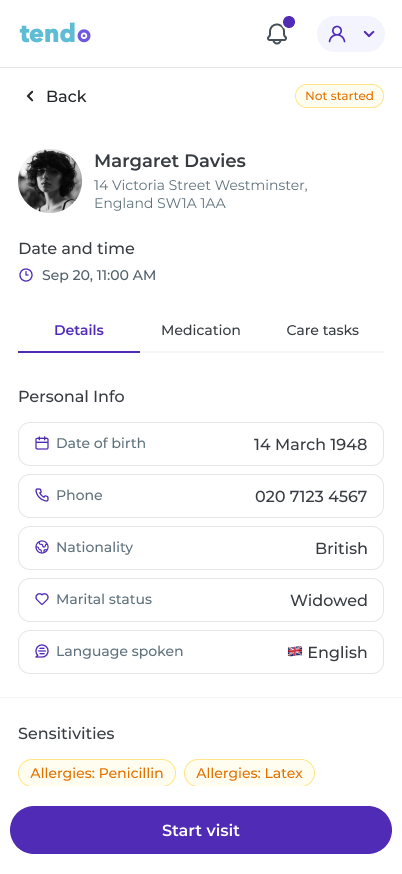 tendo
Back
Not started
Margaret Davies
14 Victoria Street Westminster,
England SW1A 1AA
Date and time
Sep 20, 11:00 AM
Details Medication Care tasks
Personal Info
Date of birth 14 March 1948
Phone 020 7123 4567
Nationality British
Marital status Widowed
Language spoken 🇬🇧 English
Sensitivities
Allergies: Penicillin Allergies: Latex
Start visit